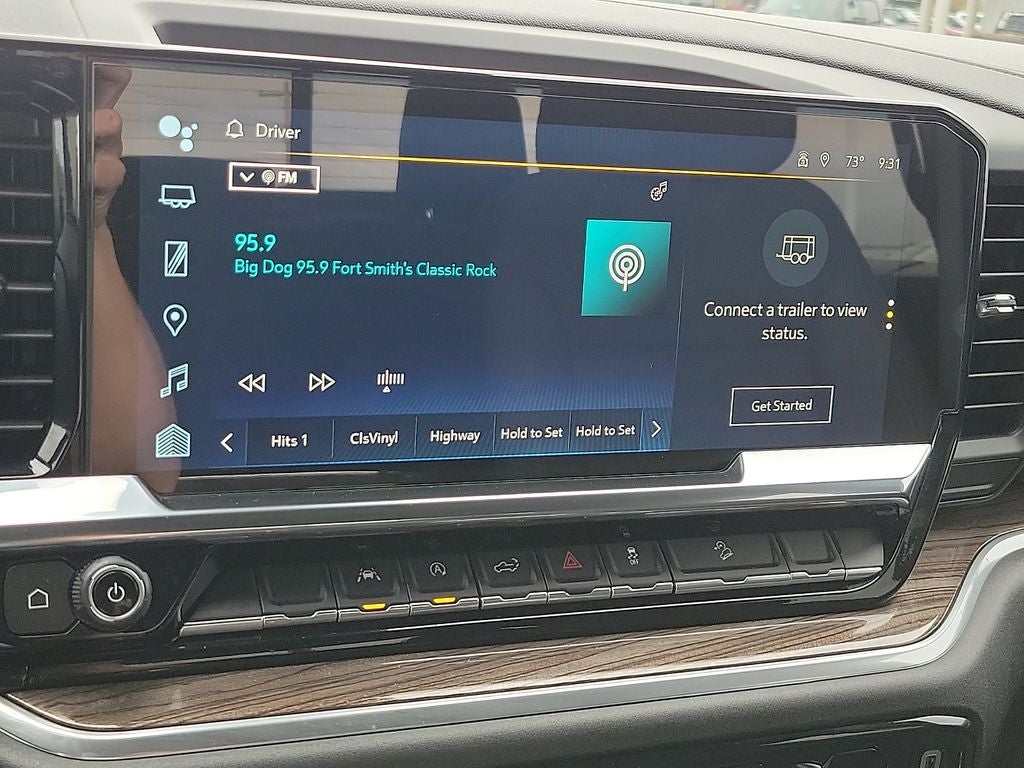 Driver
73° 9:31
FM
95.9
Big Dog 95.9 Fort Smith's Classic Rock
Connect a trailer to view
status.
Get Started
Hits 1 ClsVinyl Highway Hold to Set Hold to Set
A
OFF